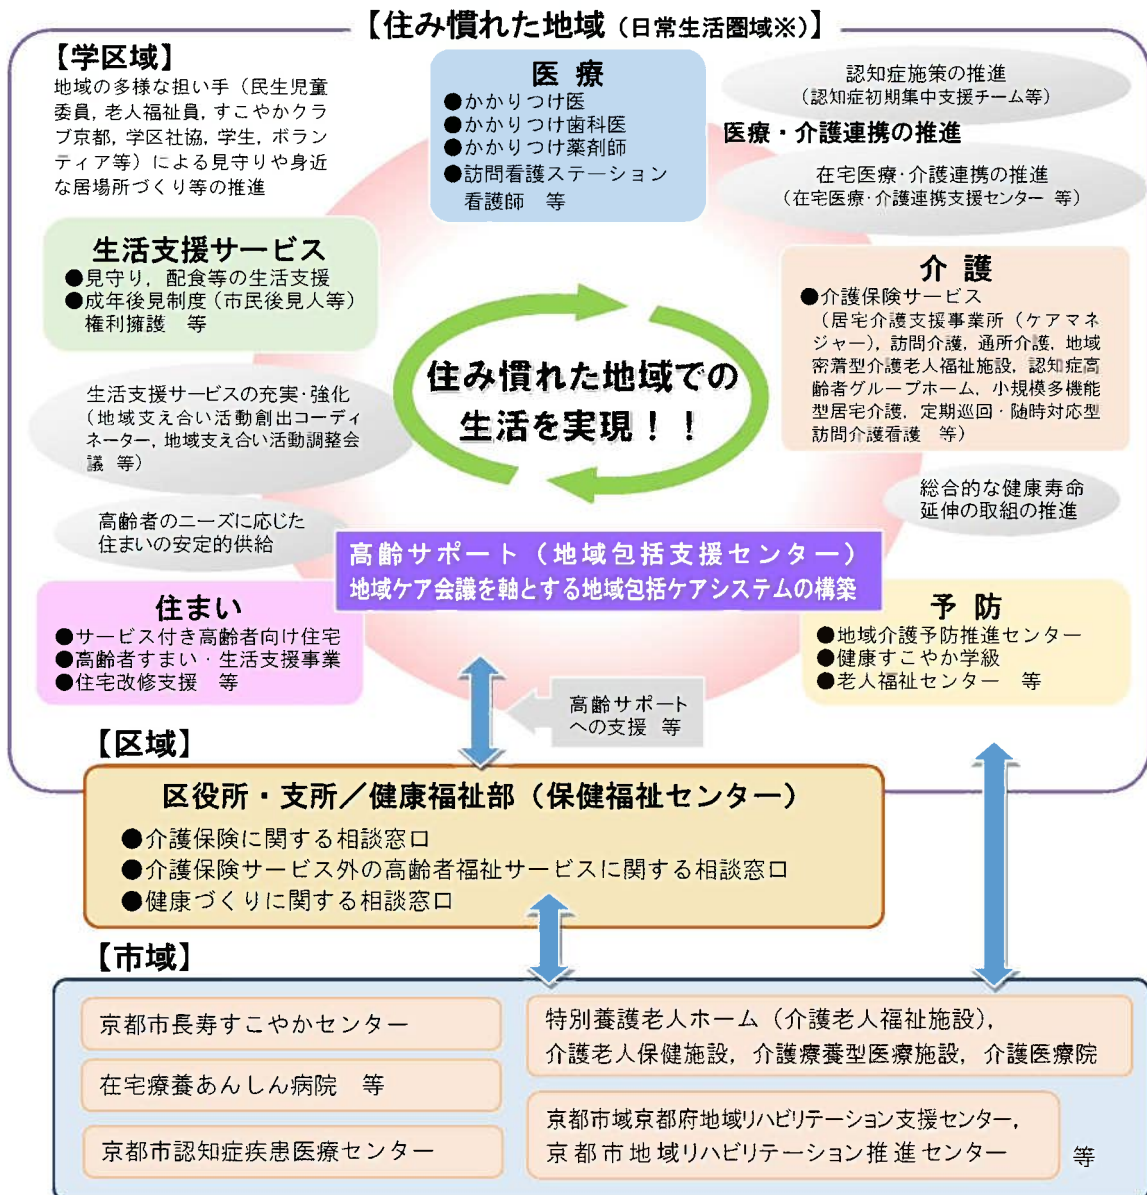 【住み慣れた地域（日常生活圏域※）】
【学区域】
地域の多様な担い手（民生児童
委員，老人福祉員，すこやかクラ
ブ京都，学区社協，学生，ボラン
ティア等）による見守りや身近
な居場所づくり等の推進
医 療
●かかりつけ医
●かかりつけ歯科医
●かかりつけ薬剤師
●訪問看護ステーション
看護師　等
認知症施策の推進
（認知症初期集中支援チーム等）
医療・介護連携の推進
在宅医療・介護連携の推進
（在宅医療・介護連携支援センター 等）
生活支援サービス
●見守り，配食等の生活支援
●成年後見制度（市民後見人等）
権利擁護　等
介 護
●介護保険サービス
（居宅介護支援事業所（ケアマネ
ジャー），訪問介護，通所介護，地域
密着型介護老人福祉施設，認知症高
齢者グループホーム，小規模多機能
型居宅介護，定期巡回・随時対応型
訪問介護看護　等）
住み慣れた地域での
生活を実現！！
生活支援サービスの充実・強化
（地域支え合い活動創出コーディ
ネーター，地域支え合い活動調整会
議　等）
高齢者のニーズに応じた
住まいの安定的供給
総合的な健康寿命
延伸の取組の推進
高齢サポート（地域包括支援センター）
地域ケア会議を軸とする地域包括ケアシステムの構築
住まい
●サービス付き高齢者向け住宅
●高齢者すまい・生活支援事業
●住宅改修支援　等
予 防
●地域介護予防推進センター
●健康すこやか学級
●老人福祉センター　等
高齢サポート
への支援 等
【区域】
区役所・支所／健康福祉部（保健福祉センター）
●介護保険に関する相談窓口
●介護保険サービス外の高齢者福祉サービスに関する相談窓口
●健康づくりに関する相談窓口
【市域】
京都市長寿すこやかセンター
在宅療養あんしん病院　等
京都市認知症疾患医療センター
特別養護老人ホーム（介護老人福祉施設），
介護老人保健施設，介護療養型医療施設，介護医療院
京都市域京都府地域リハビリテーション支援センター，
京都市地域リハビリテーション推進センター
等